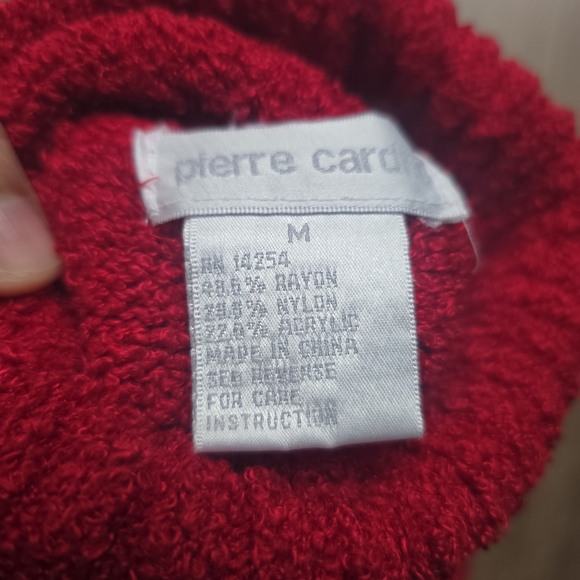 pierre card
M
RN 14254
RAYON
NYLON
ACRYLIC
MADE IN CHINA
SEE REVERSE
FOR CARE
INSTRUCTION